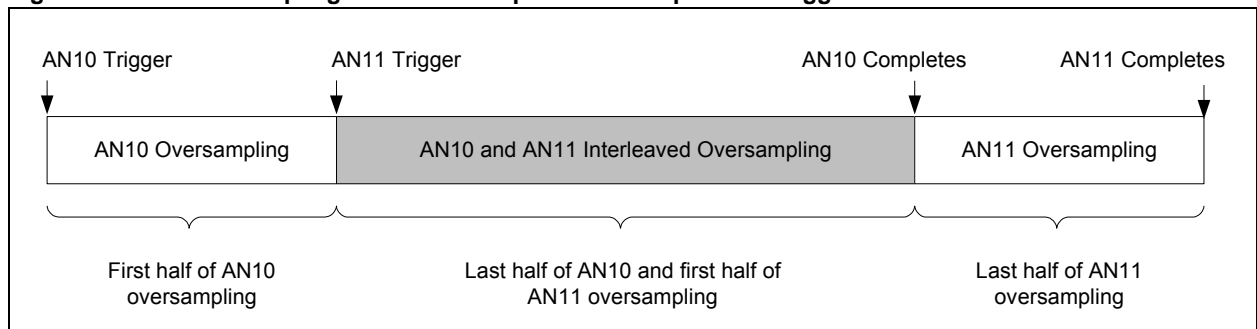 AN10 Trigger
AN11 Trigger
AN10 Completes
AN11 Completes
AN10 Oversampling
AN10 and AN11 Interleaved Oversampling
AN11 Oversampling
First half of AN10
oversampling
Last half of AN10 and first half of
AN11 oversampling
Last half of AN11
oversampling